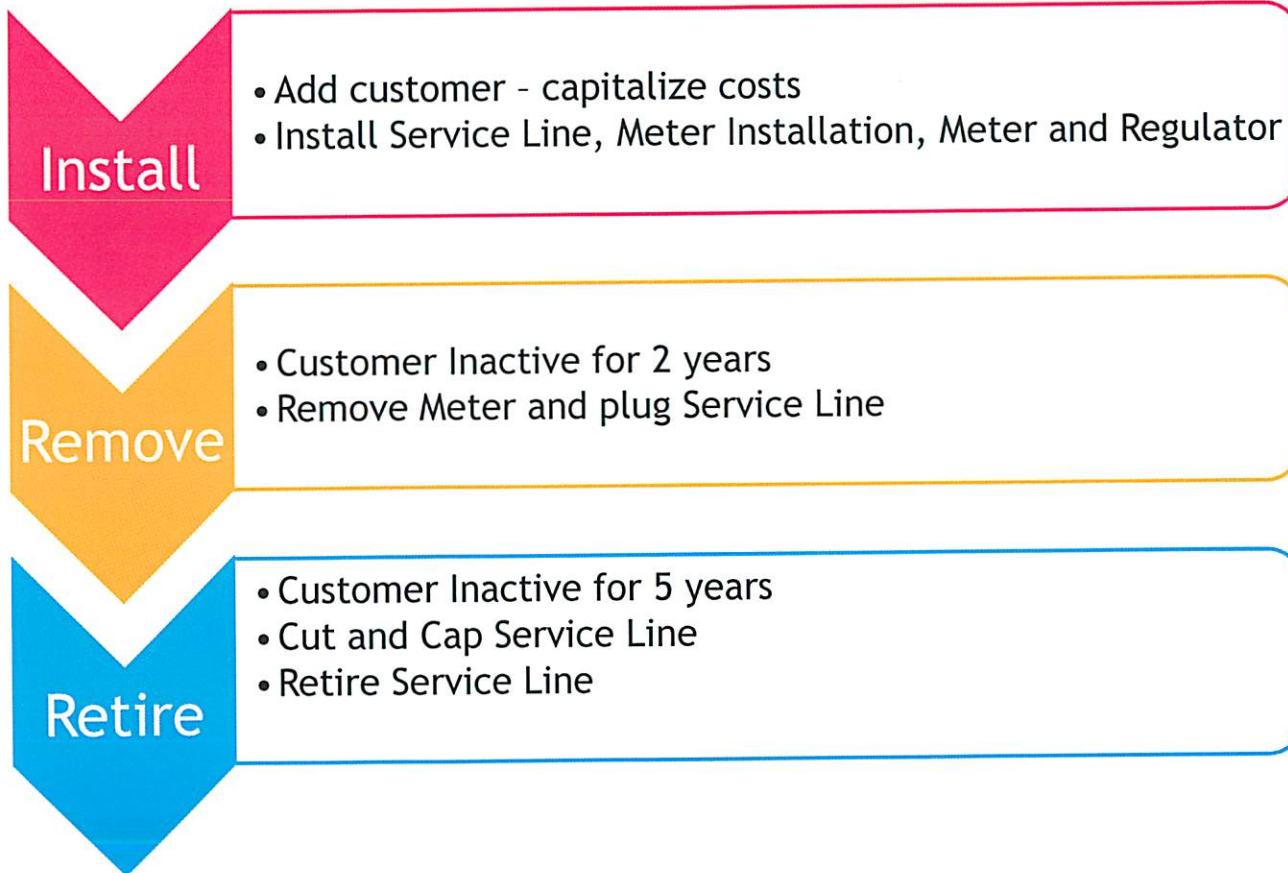 Install
• Add customer - capitalize costs
• Install Service Line, Meter Installation, Meter and Regulator
Remove
• Customer Inactive for 2 years
• Remove Meter and plug Service Line
Retire
• Customer Inactive for 5 years
• Cut and Cap Service Line
• Retire Service Line